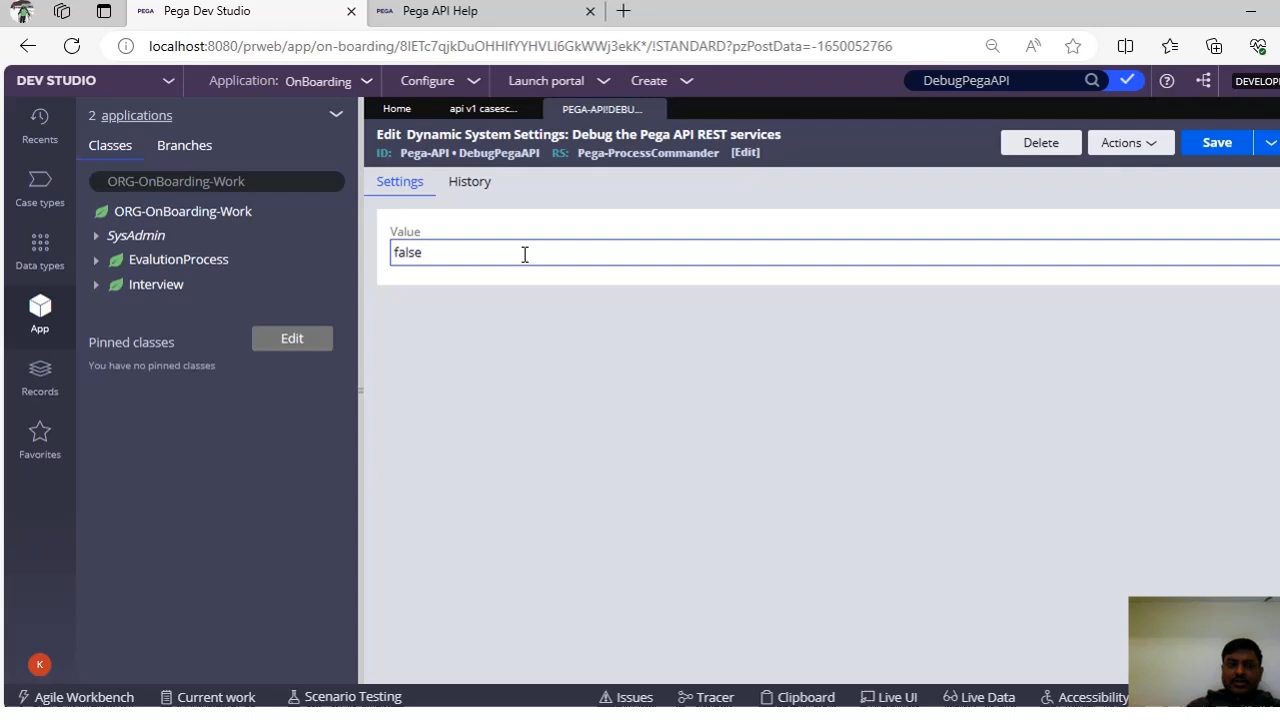 PEGA Pega Dev Studio
PEGA Pega API Help
localhost:8080/prweb/app/on-boarding/8IETc7qjkDuOHHIfYYHVLI6GkWWj3ekK*/!STANDARD?pzPostData=-1650052766
DEV STUDIO
Application: OnBoarding
Configure
Launch portal
Create
DebugPegaAPI
DEVELOP
Recents
Case types
Data types
App
Records
Favorites
K
2 applications
Classes
Branches
ORG-OnBoarding-Work
ORG-OnBoarding-Work
SysAdmin
EvalutionProcess
Interview
Pinned classes
Edit
You have no pinned classes
Home
api v1 casesc...
PEGA-API!DEBU...
Edit Dynamic System Settings: Debug the Pega API REST services
ID: Pega-API • DebugPegaAPI RS: Pega-ProcessCommander [Edit]
Delete
Actions
Save
Settings
History
Value
false
Agile Workbench
Current work
Scenario Testing
Issues
Tracer
Clipboard
Live UI
Live Data
Accessibility